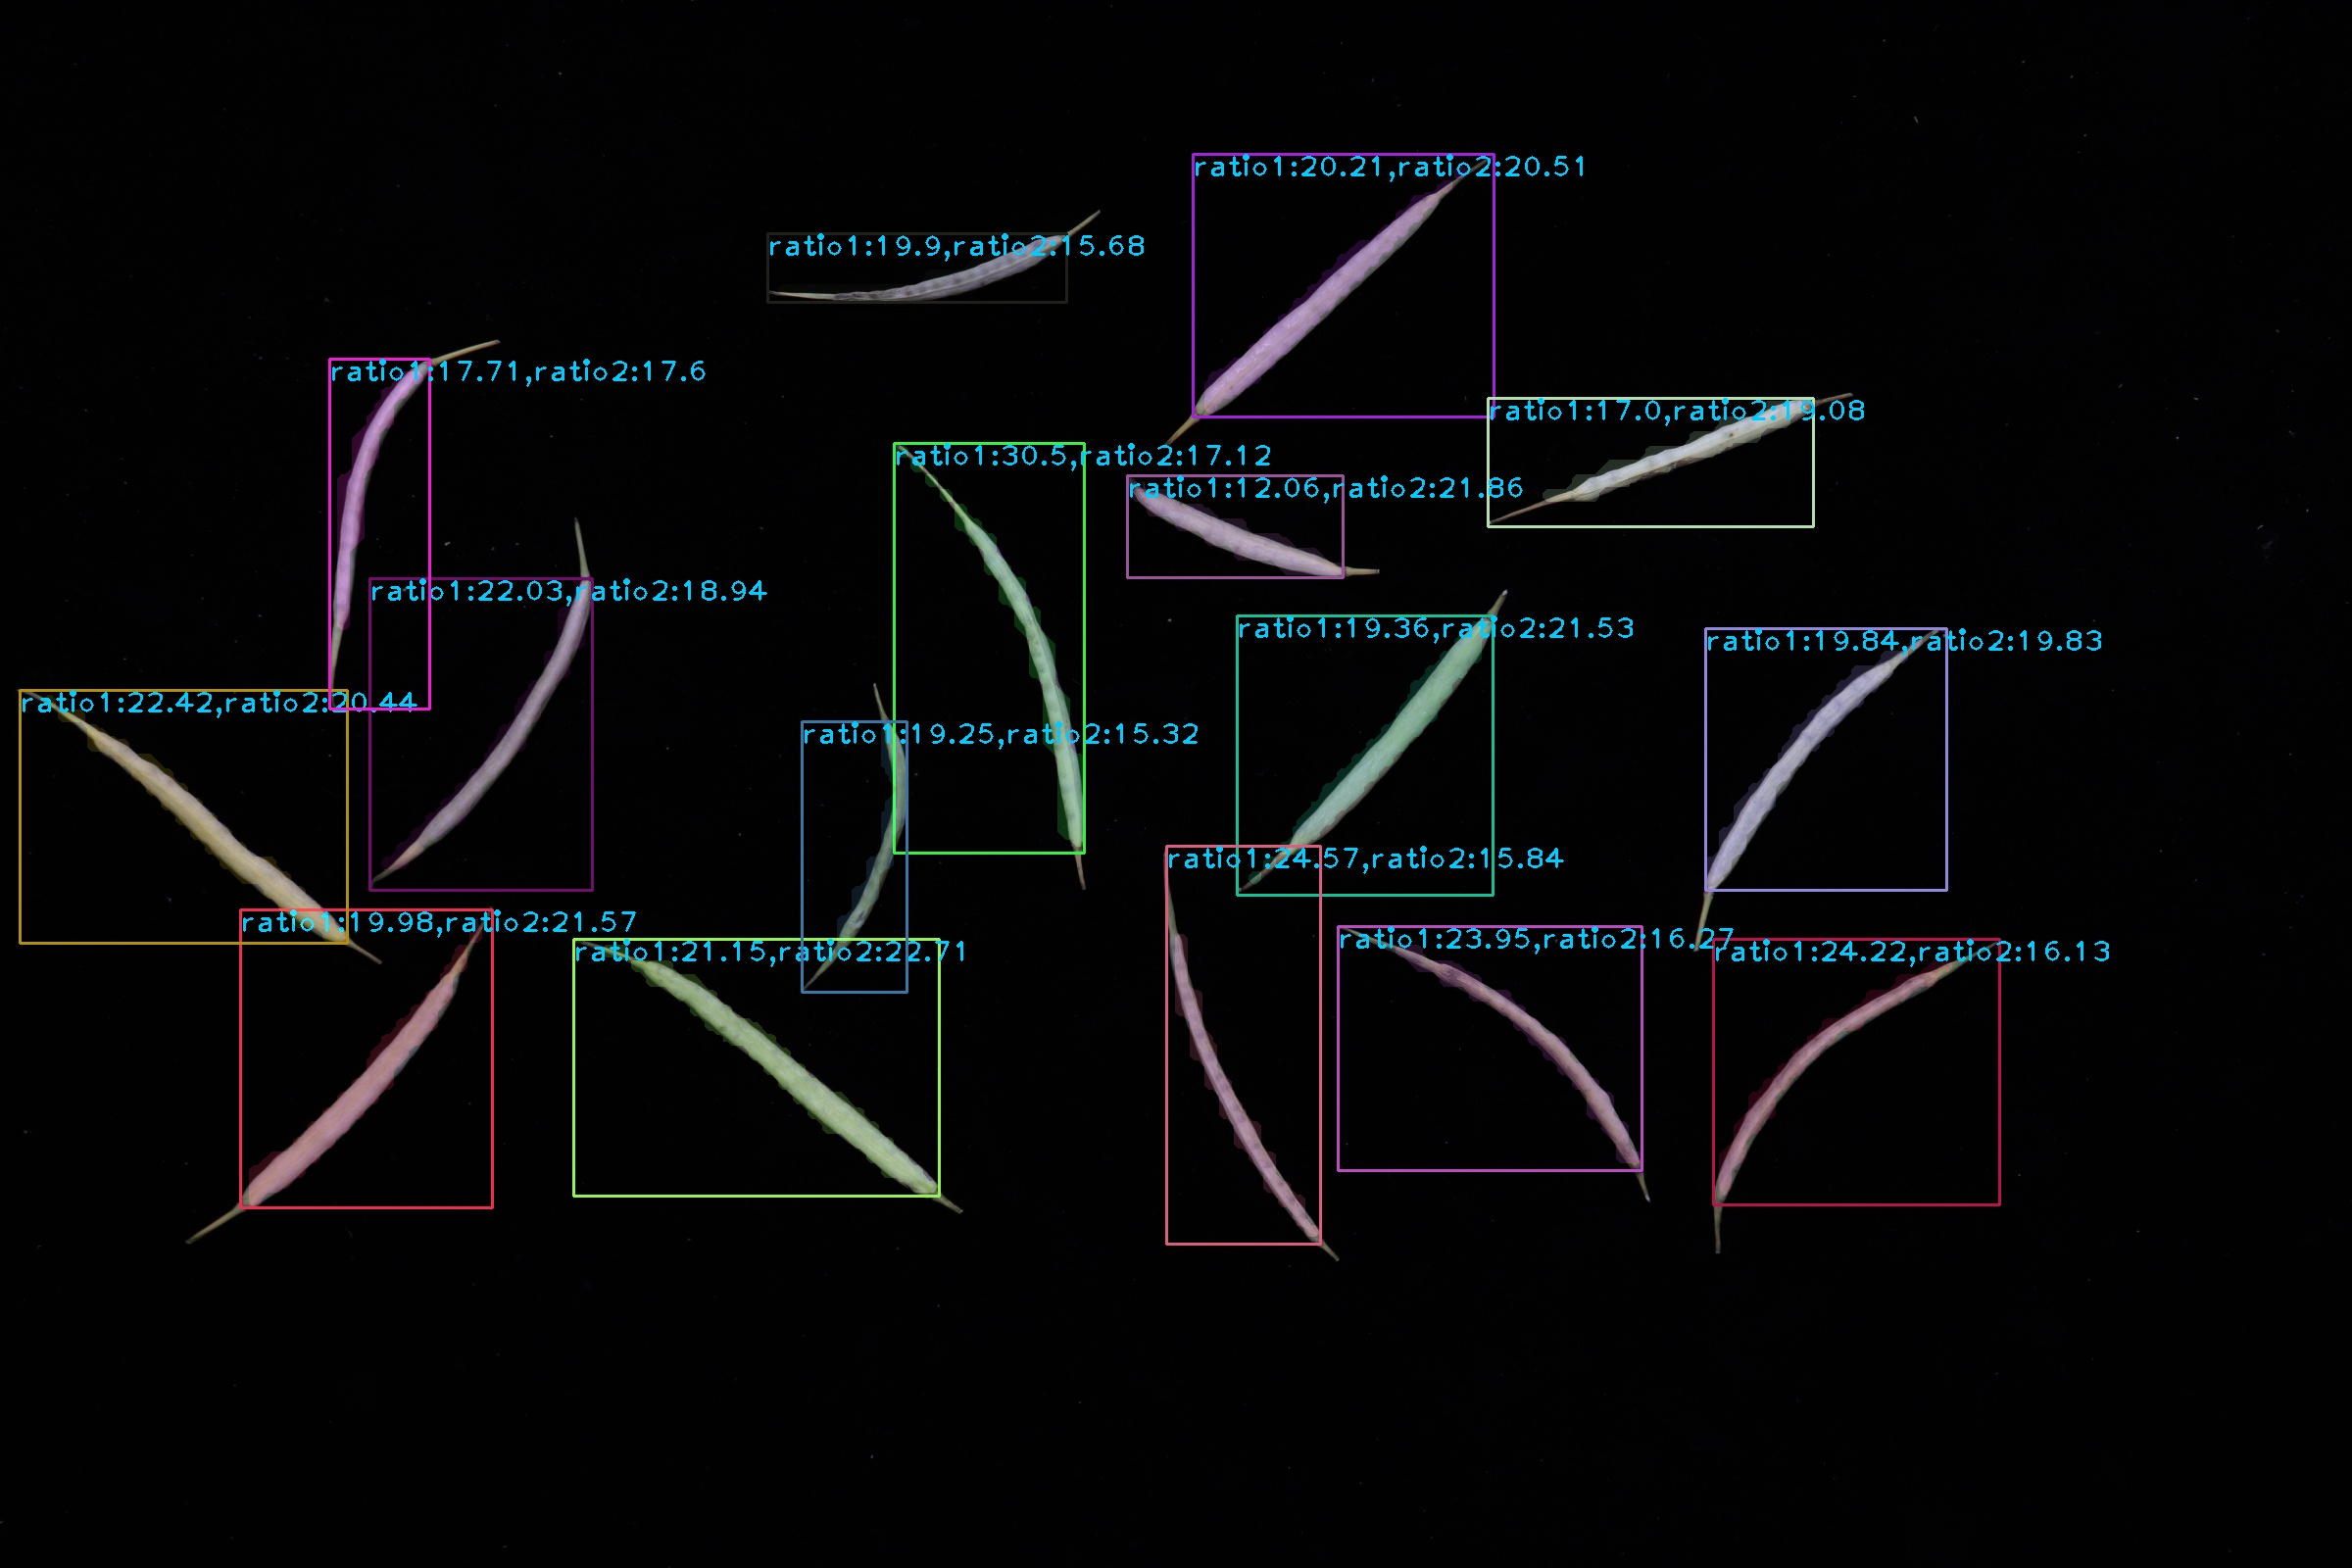 ratio1:20.21,ratio2:20.51
ratio1:19.9,ratio2:15.68
ratio1:17.71,ratio2:17.6
ratio1:17.0,ratio2:19.08
ratio1:30.5,ratio2:17.12
ratio1:12.06,ratio2:21.86
ratio1:22.03,ratio2:18.94
ratio1:19.36,ratio2:21.53
ratio1:19.84,ratio2:19.83
ratio1:22.42,ratio2:20.44
ratio1:19.25,ratio2:15.32
ratio1:24.57,ratio2:15.84
ratio1:19.98,ratio2:21.57
ratio1:23.95,ratio2:16.27
ratio1:21.15,ratio2:22.71
ratio1:24.22,ratio2:16.13